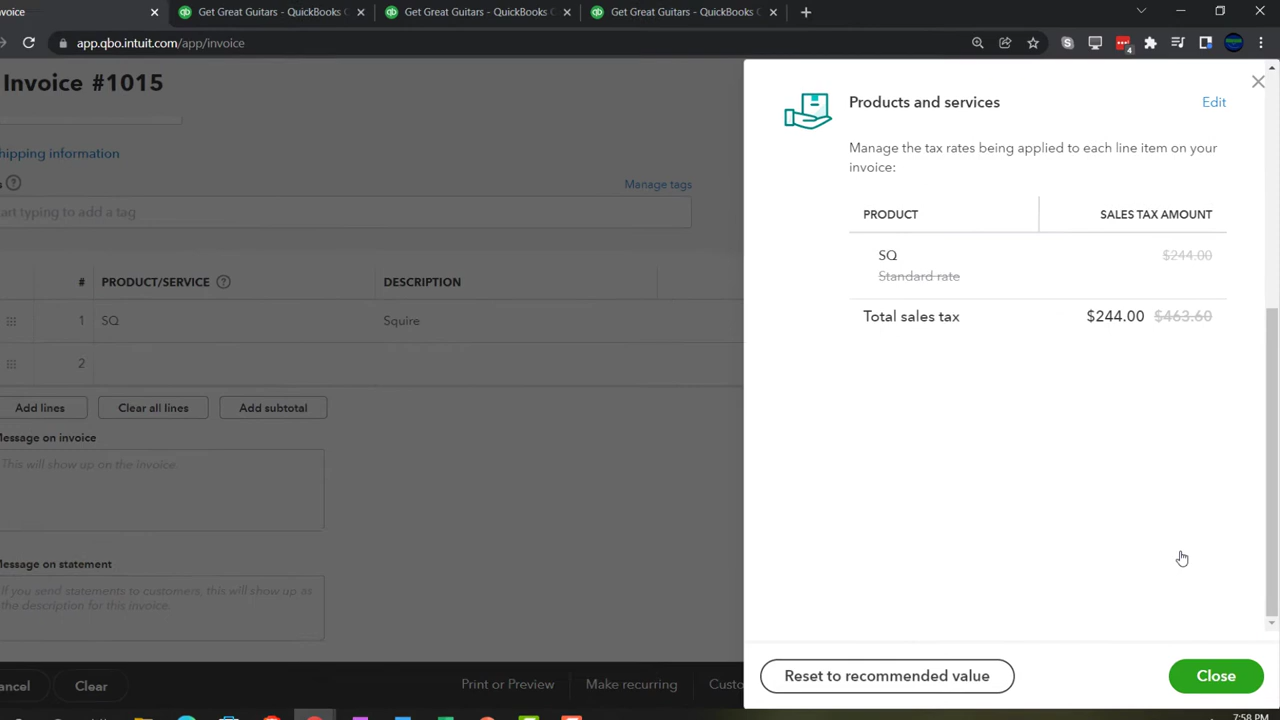 nvoice
Get Great Guitars - QuickBooks C
Get Great Guitars - QuickBooks C
Get Great Guitars - QuickBooks C
app.qbo.intuit.com/app/invoice
4
Invoice #1015
hipping information
s
Manage tags
art typing to add a tag
# PRODUCT/SERVICE DESCRIPTION
1 SQ Squire
2
Add lines Clear all lines Add subtotal
Message on invoice
This will show up on the invoice.
Message on statement
If you send statements to customers, this will show up as
the description for this invoice.
ancel Clear Print or Preview Make recurring Custo
Products and services
Edit
Manage the tax rates being applied to each line item on your
invoice:
PRODUCT SALES TAX AMOUNT
SQ $244.00
Standard rate
Total sales tax $244.00 $463.60
Reset to recommended value Close
7:58 PM